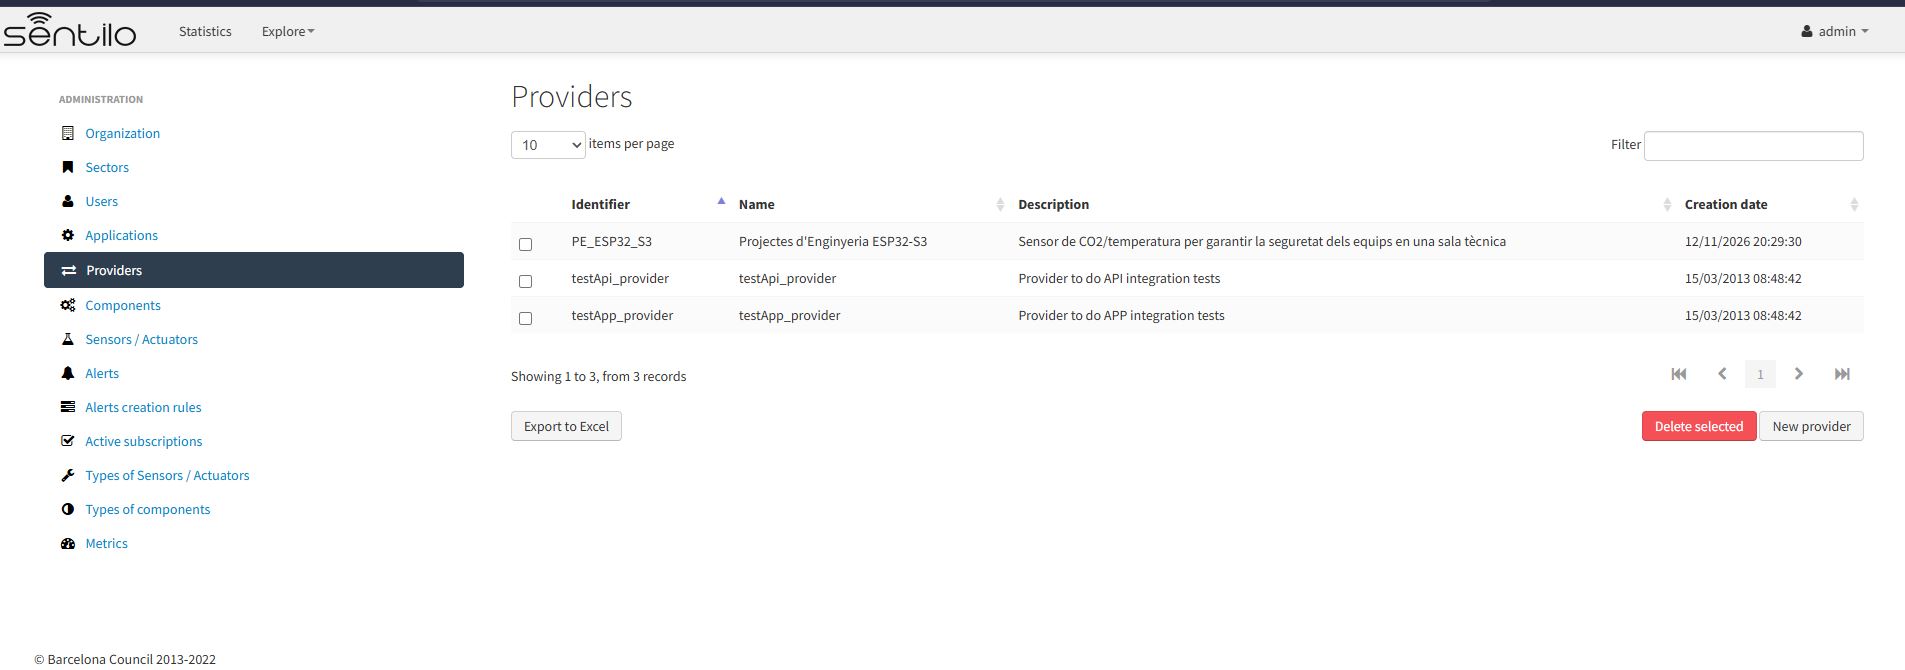 sentilo Statistics Explore admin
ADMINISTRATION
Organization
Sectors
Users
Applications
Providers
Components
Sensors / Actuators
Alerts
Alerts creation rules
Active subscriptions
Types of Sensors / Actuators
Types of components
Metrics
Providers
10 items per page Filter
Identifier Name Description Creation date
PE_ESP32_S3 Projectes d'Enginyeria ESP32-S3 Sensor de CO2/temperatura per garantir la seguretat dels equips en una sala tècnica 12/11/2026 20:29:30
testApi_provider testApi_provider Provider to do API integration tests 15/03/2013 08:48:42
testApp_provider testApp_provider Provider to do APP integration tests 15/03/2013 08:48:42
Showing 1 to 3, from 3 records 1
Export to Excel Delete selected New provider
© Barcelona Council 2013-2022